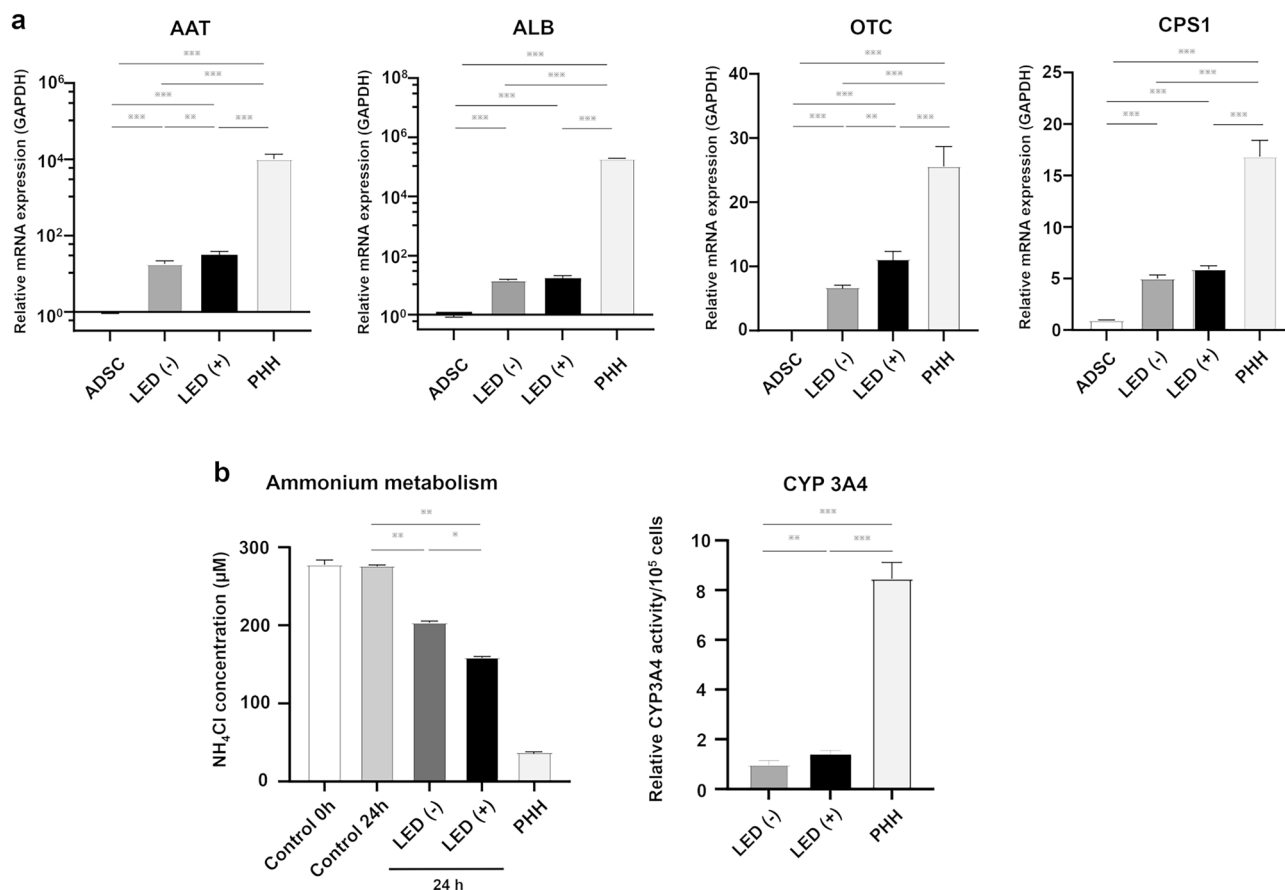 a
AAT
ALB
OTC
CPS1
Relative mRNA expression (GAPDH)
10⁶
10⁴
10²
10⁰
※※※
※※※
※※※
※※※ ※※ ※※※
ADSC
LED (-)
LED (+)
PHH
Relative mRNA expression (GAPDH)
10⁸
10⁶
10⁴
10²
10⁰
※※※
※※※
※※※
※※※ ※※※
ADSC
LED (-)
LED (+)
PHH
Relative mRNA expression (GAPDH)
40
30
20
10
0
※※※
※※※
※※※
※※※ ※※ ※※※
ADSC
LED (-)
LED (+)
PHH
Relative mRNA expression (GAPDH)
25
20
15
10
5
0
※※※
※※※
※※※
※※※ ※※※
ADSC
LED (-)
LED (+)
PHH
b
Ammonium metabolism
NH₄Cl concentration (µM)
300
200
100
0
※※
※※ ※
Control 0h
Control 24h
LED (-)
LED (+)
PHH
24 h
CYP 3A4
Relative CYP3A4 activity/10⁵ cells
10
8
6
4
2
0
※※※
※※ ※※※
LED (-)
LED (+)
PHH